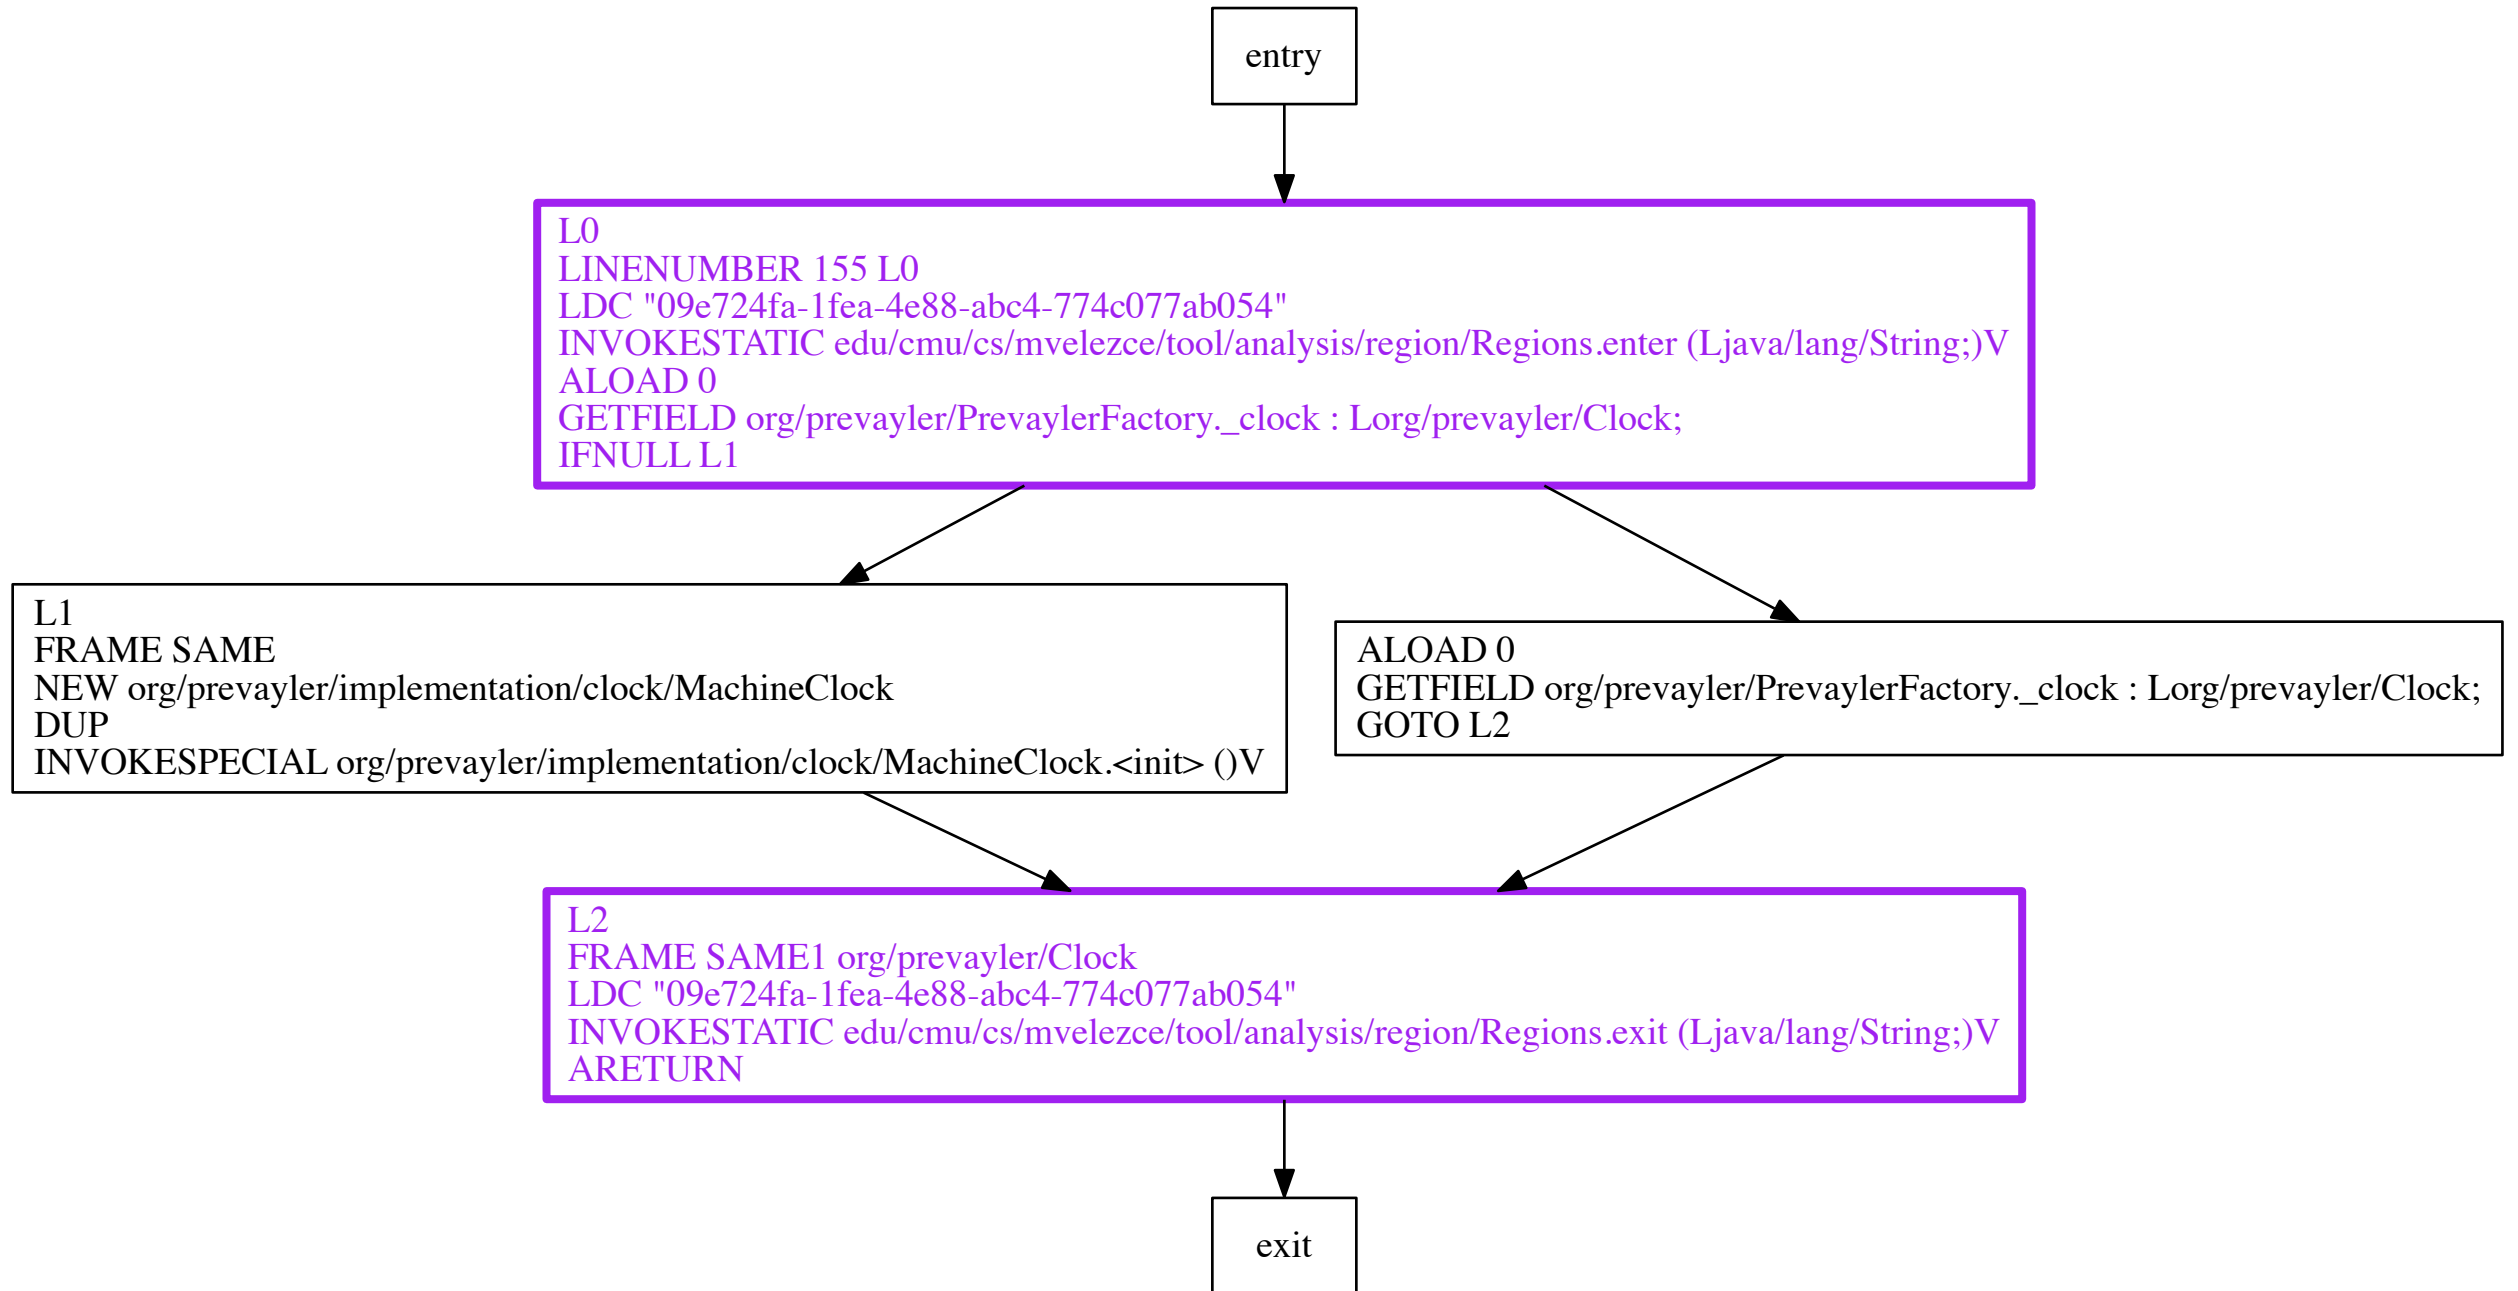 entry
L0
LINENUMBER 155 L0
LDC "09e724fa-1fea-4e88-abc4-774c077ab054"
INVOKESTATIC edu/cmu/cs/mvelezce/tool/analysis/region/Regions.enter (Ljava/lang/String;)V
ALOAD 0
GETFIELD org/prevayler/PrevaylerFactory._clock : Lorg/prevayler/Clock;
IFNULL L1
L1
FRAME SAME
NEW org/prevayler/implementation/clock/MachineClock
DUP
INVOKESPECIAL org/prevayler/implementation/clock/MachineClock.<init> ()V
ALOAD 0
GETFIELD org/prevayler/PrevaylerFactory._clock : Lorg/prevayler/Clock;
GOTO L2
L2
FRAME SAME1 org/prevayler/Clock
LDC "09e724fa-1fea-4e88-abc4-774c077ab054"
INVOKESTATIC edu/cmu/cs/mvelezce/tool/analysis/region/Regions.exit (Ljava/lang/String;)V
ARETURN
exit